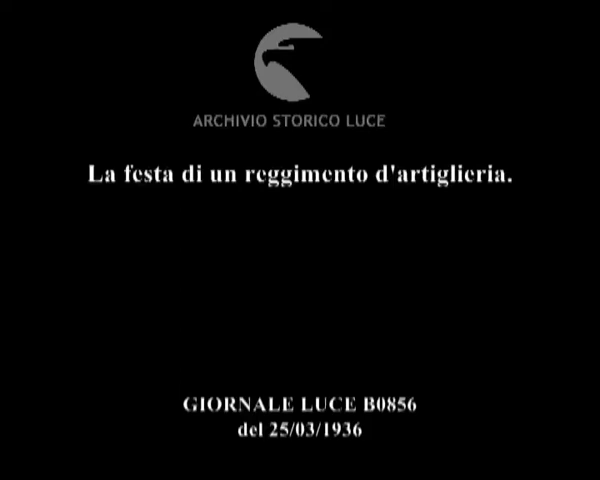 ARCHIVIO STORICO LUCE
La festa di un reggimento d'artiglieria.
GIORNALE LUCE B0856
del 25/03/1936